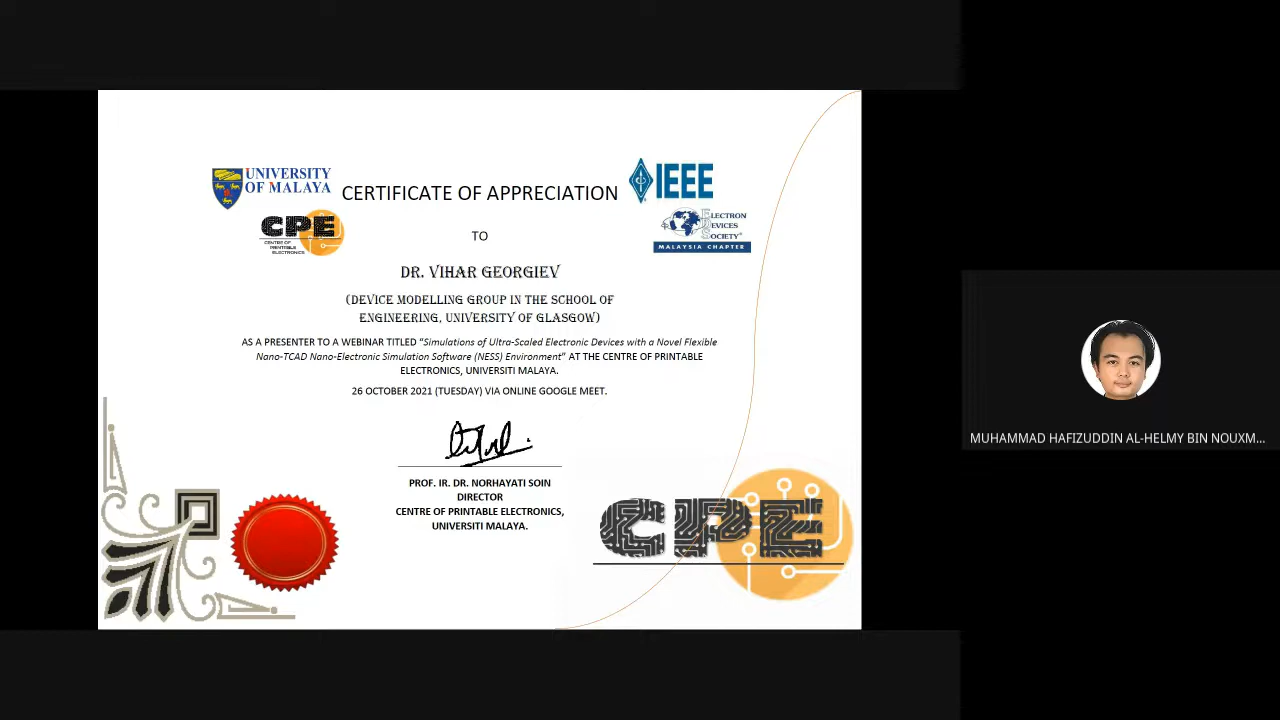 UNIVERSITY
OF MALAYA
CERTIFICATE OF APPRECIATION
IEEE
CPE
CENTRE OF
PRINTABLE
ELECTRONICS
ELECTRON
DEVICES
SOCIETY
MALAYSIA CHAPTER
TO
DR. VIHAR GEORGIEV
(DEVICE MODELLING GROUP IN THE SCHOOL OF
ENGINEERING, UNIVERSITY OF GLASGOW)
AS A PRESENTER TO A WEBINAR TITLED “Simulations of Ultra-Scaled Electronic Devices with a Novel Flexible
Nano-TCAD Nano-Electronic Simulation Software (NESS) Environment” AT THE CENTRE OF PRINTABLE
ELECTRONICS, UNIVERSITI MALAYA.
26 OCTOBER 2021 (TUESDAY) VIA ONLINE GOOGLE MEET.
PROF. IR. DR. NORHAYATI SOIN
DIRECTOR
CENTRE OF PRINTABLE ELECTRONICS,
UNIVERSITI MALAYA.
CPE
MUHAMMAD HAFIZUDDIN AL-HELMY BIN NOUXM...